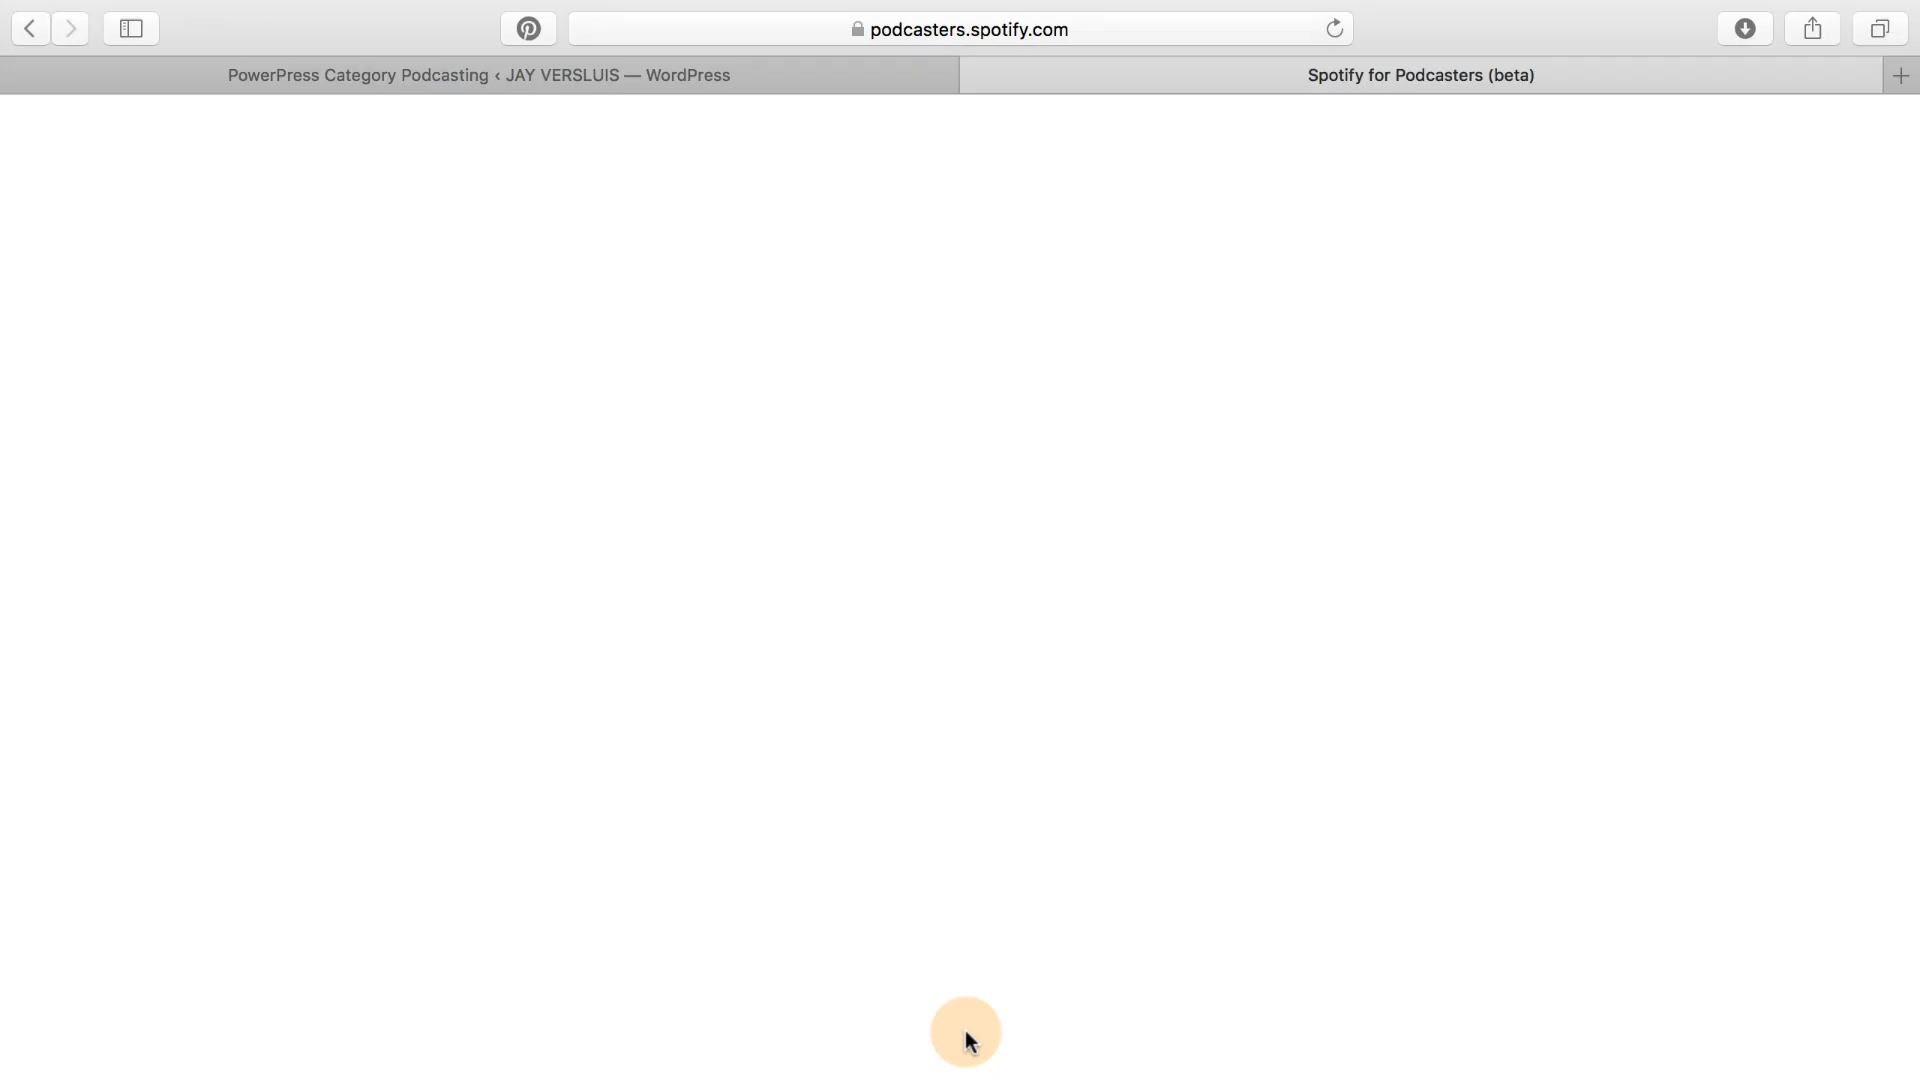 podcasters.spotify.com
PowerPress Category Podcasting ‹ JAY VERSLUIS — WordPress
Spotify for Podcasters (beta)